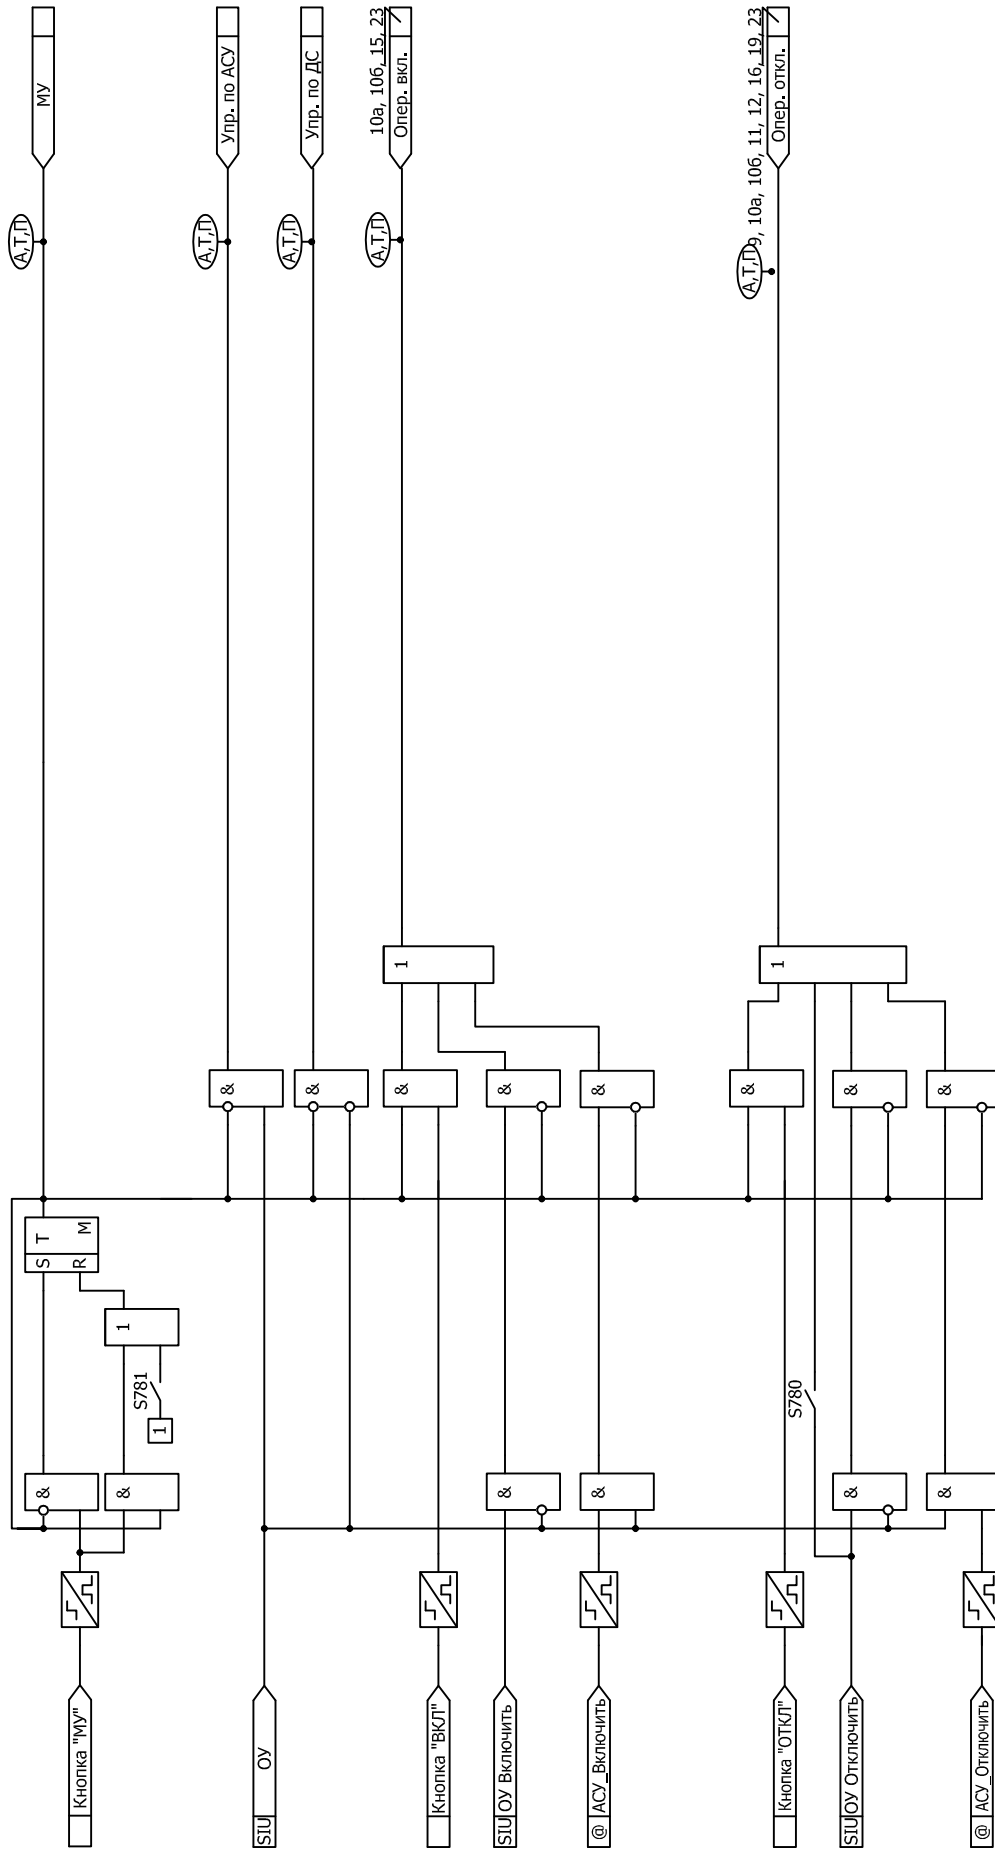 МУ
Упр. по АСУ
Упр. по ДС
10а, 10б, 15, 23
Опер. вкл.
9, 10а, 10б, 11, 12, 16, 19, 23
Опер. откл.
А,Т,П
А,Т,П
А,Т,П
А,Т,П
А,Т,П
1
1
&
&
&
&
&
&
&
&
S
T
R
M
1
S781
1
S780
&
&
&
&
&
&
Кнопка "МУ"
SIU
ОУ
Кнопка "ВКЛ"
SIU ОУ Включить
@ АСУ_Включить
Кнопка "ОТКЛ"
SIU ОУ Отключить
@ АСУ_Отключить